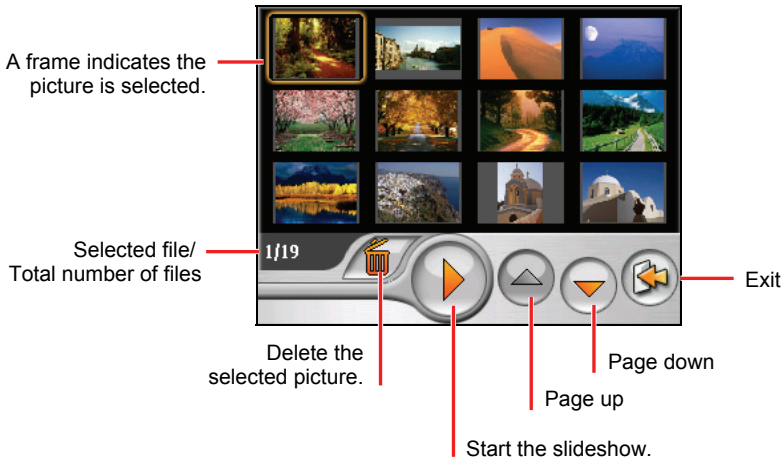 A frame indicates the
picture is selected.
Selected file/
Total number of files
1/19
Exit
Delete the
selected picture.
Page down
Page up
Start the slideshow.